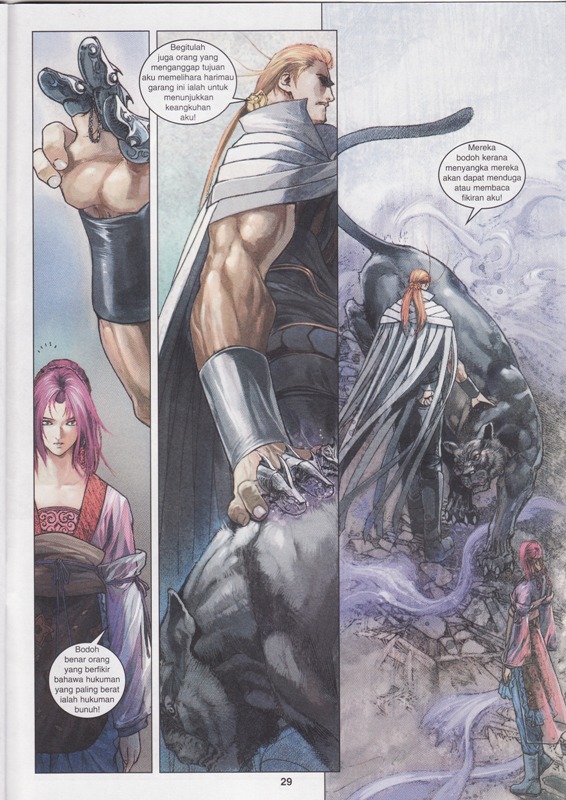 Bodoh
benar orang
yang berfikir
bahawa hukuman
yang paling berat
ialah hukuman
bunuh!
Begitulah
juga orang yang
menganggap tujuan
aku memelihara harimau
garang ini ialah untuk
menunjukkan
keangkuhan
aku!
Mereka
bodoh kerana
menyangka mereka
akan dapat menduga
atau membaca
fikiran aku!
29